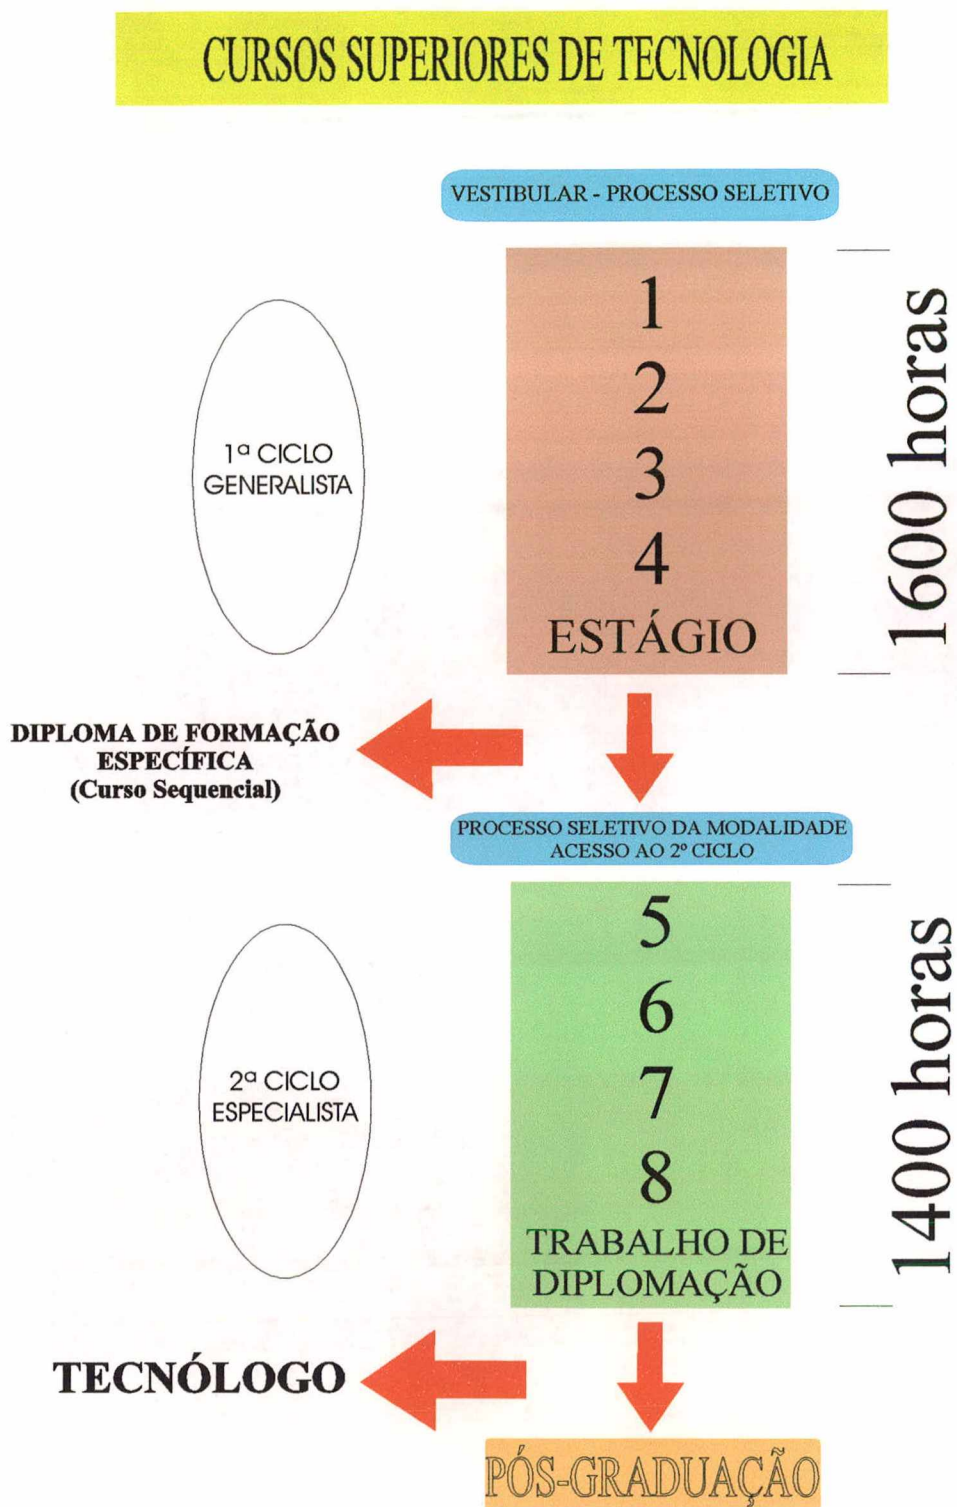 CURSOS SUPERIORES DE TECNOLOGIA
VESTIBULAR - PROCESSO SELETIVO
1
2
3
4
ESTÁGIO
1600 horas
1ª CICLO
GENERALISTA
DIPLOMA DE FORMAÇÃO
ESPECÍFICA
(Curso Sequencial)
PROCESSO SELETIVO DA MODALIDADE
ACESSO AO 2º CICLO
5
6
7
8
TRABALHO DE
DIPLOMAÇÃO
1400 horas
2ª CICLO
ESPECIALISTA
TECNÓLOGO
PÓS-GRADUAÇÃO